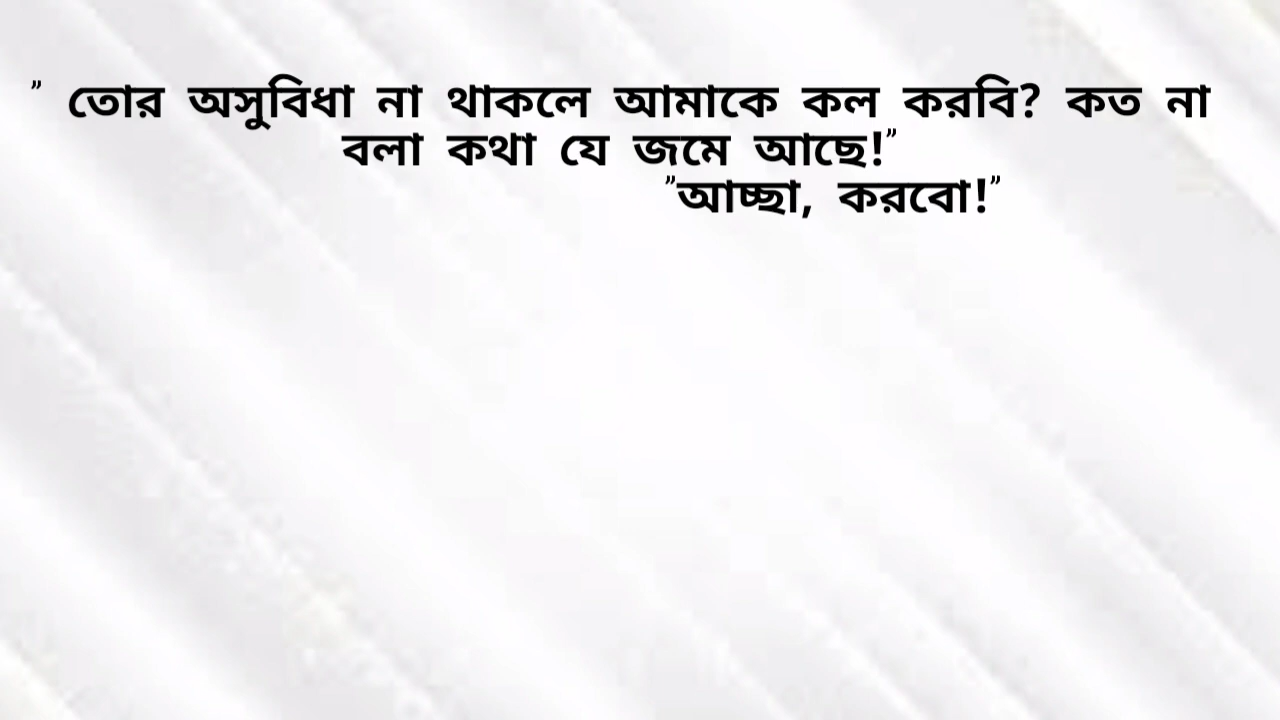 ” তোর অসুবিধা না থাকলে আমাকে কল করবি? কত না
বলা কথা যে জমে আছে!”
”আচ্ছা, করবো!”